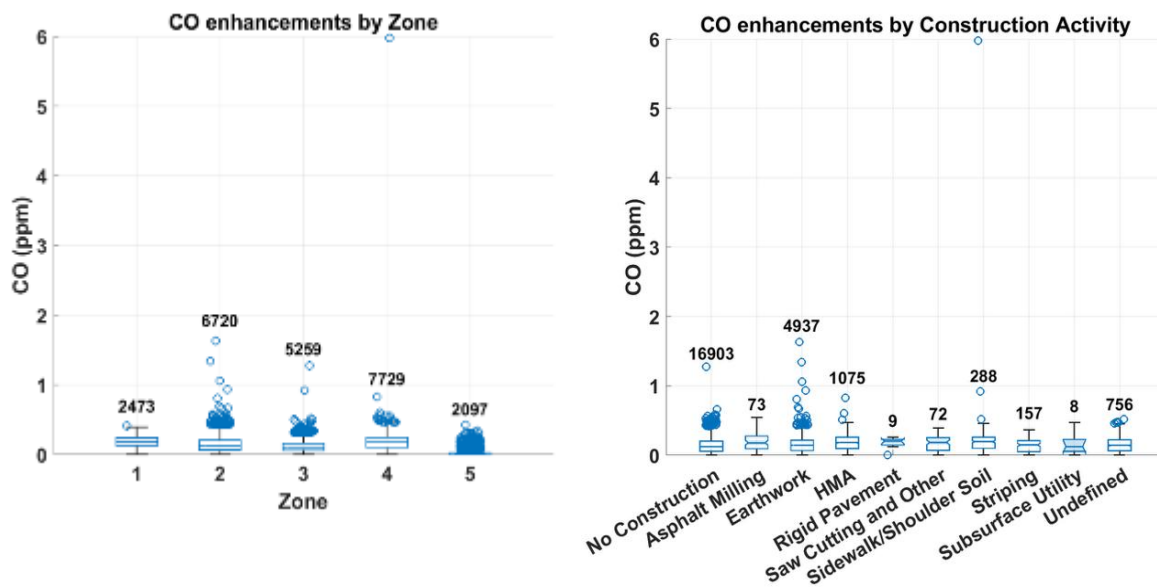 CO enhancements by Zone
6
5
4
3
2
1
0
CO (ppm)
2473
6720
5259
7729
2097
1 2 3 4 5
Zone
CO enhancements by Construction Activity
6
5
4
3
2
1
0
CO (ppm)
16903
73
4937
1075
9
72
288
157
8
756
No Construction
Asphalt Milling
Earthwork
HMA
Rigid Pavement
Saw Cutting and Other
Sidewalk/Shoulder Soil
Striping
Subsurface Utility
Undefined